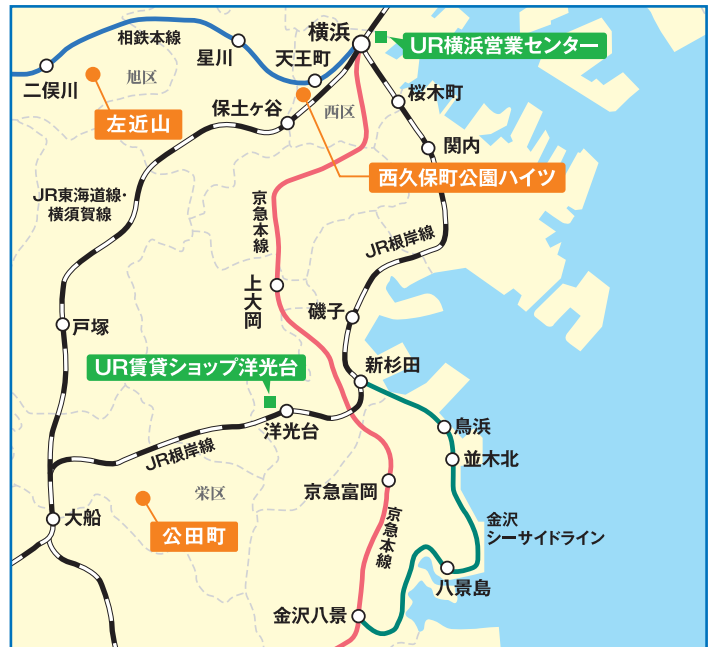 横浜
UR横浜営業センター
相鉄本線
星川
天王町
二俣川
旭区
桜木町
保土ヶ谷
西区
左近山
関内
西久保町公園ハイツ
JR東海道線・
横須賀線
京急本線
JR根岸線
上大岡
磯子
戸塚
UR賃貸ショップ洋光台
新杉田
洋光台
鳥浜
JR根岸線
並木北
京急富岡
栄区
大船
公田町
京急本線
金沢
シーサイドライン
八景島
金沢八景